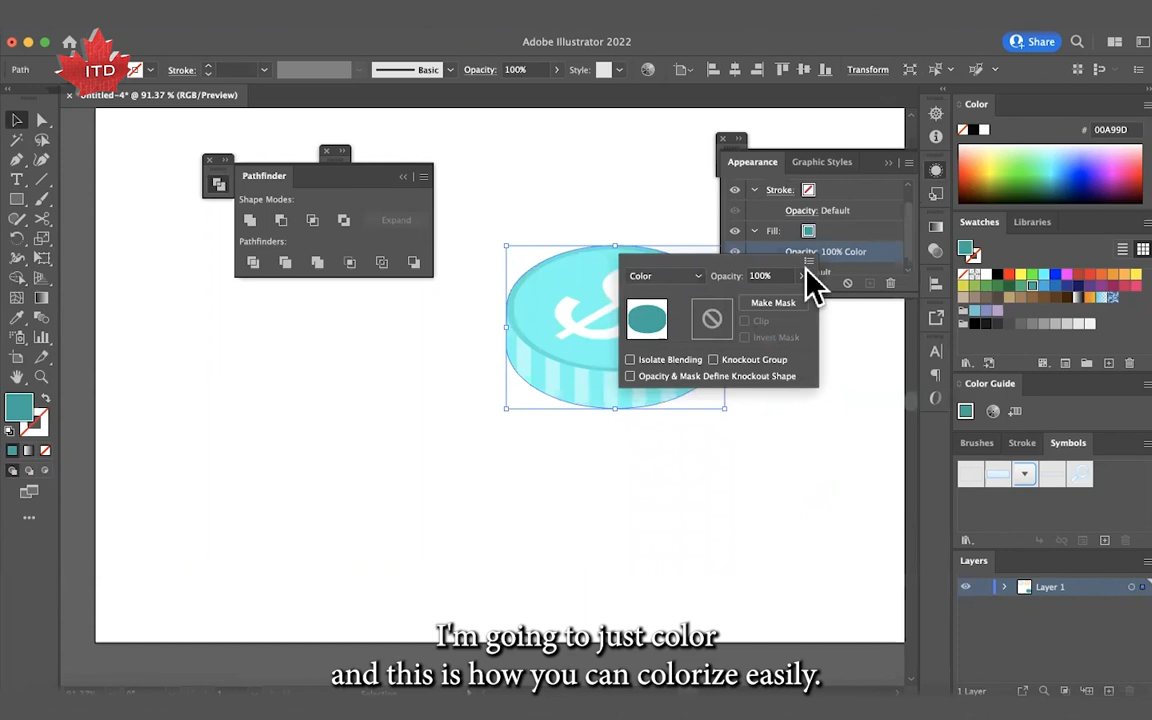 Adobe Illustrator 2022
Share
ITD
Path
Stroke:
Basic
Opacity:
100%
Style:
Transform
Untitled-4* @ 91.37 % (RGB/Preview)
Pathfinder
Shape Modes:
Expand
Pathfinders:
Appearance
Graphic Styles
Stroke:
Opacity: Default
Fill:
Opacity: 100% Color
Color
Opacity:
100%
Make Mask
Clip
Invert Mask
Isolate Blending
Knockout Group
Opacity & Mask Define Knockout Shape
Color
# 00A99D
Swatches
Libraries
Color Guide
Brushes
Stroke
Symbols
Layers
Layer 1
1 Layer
I'm going to just color
and this is how you can colorize easily.